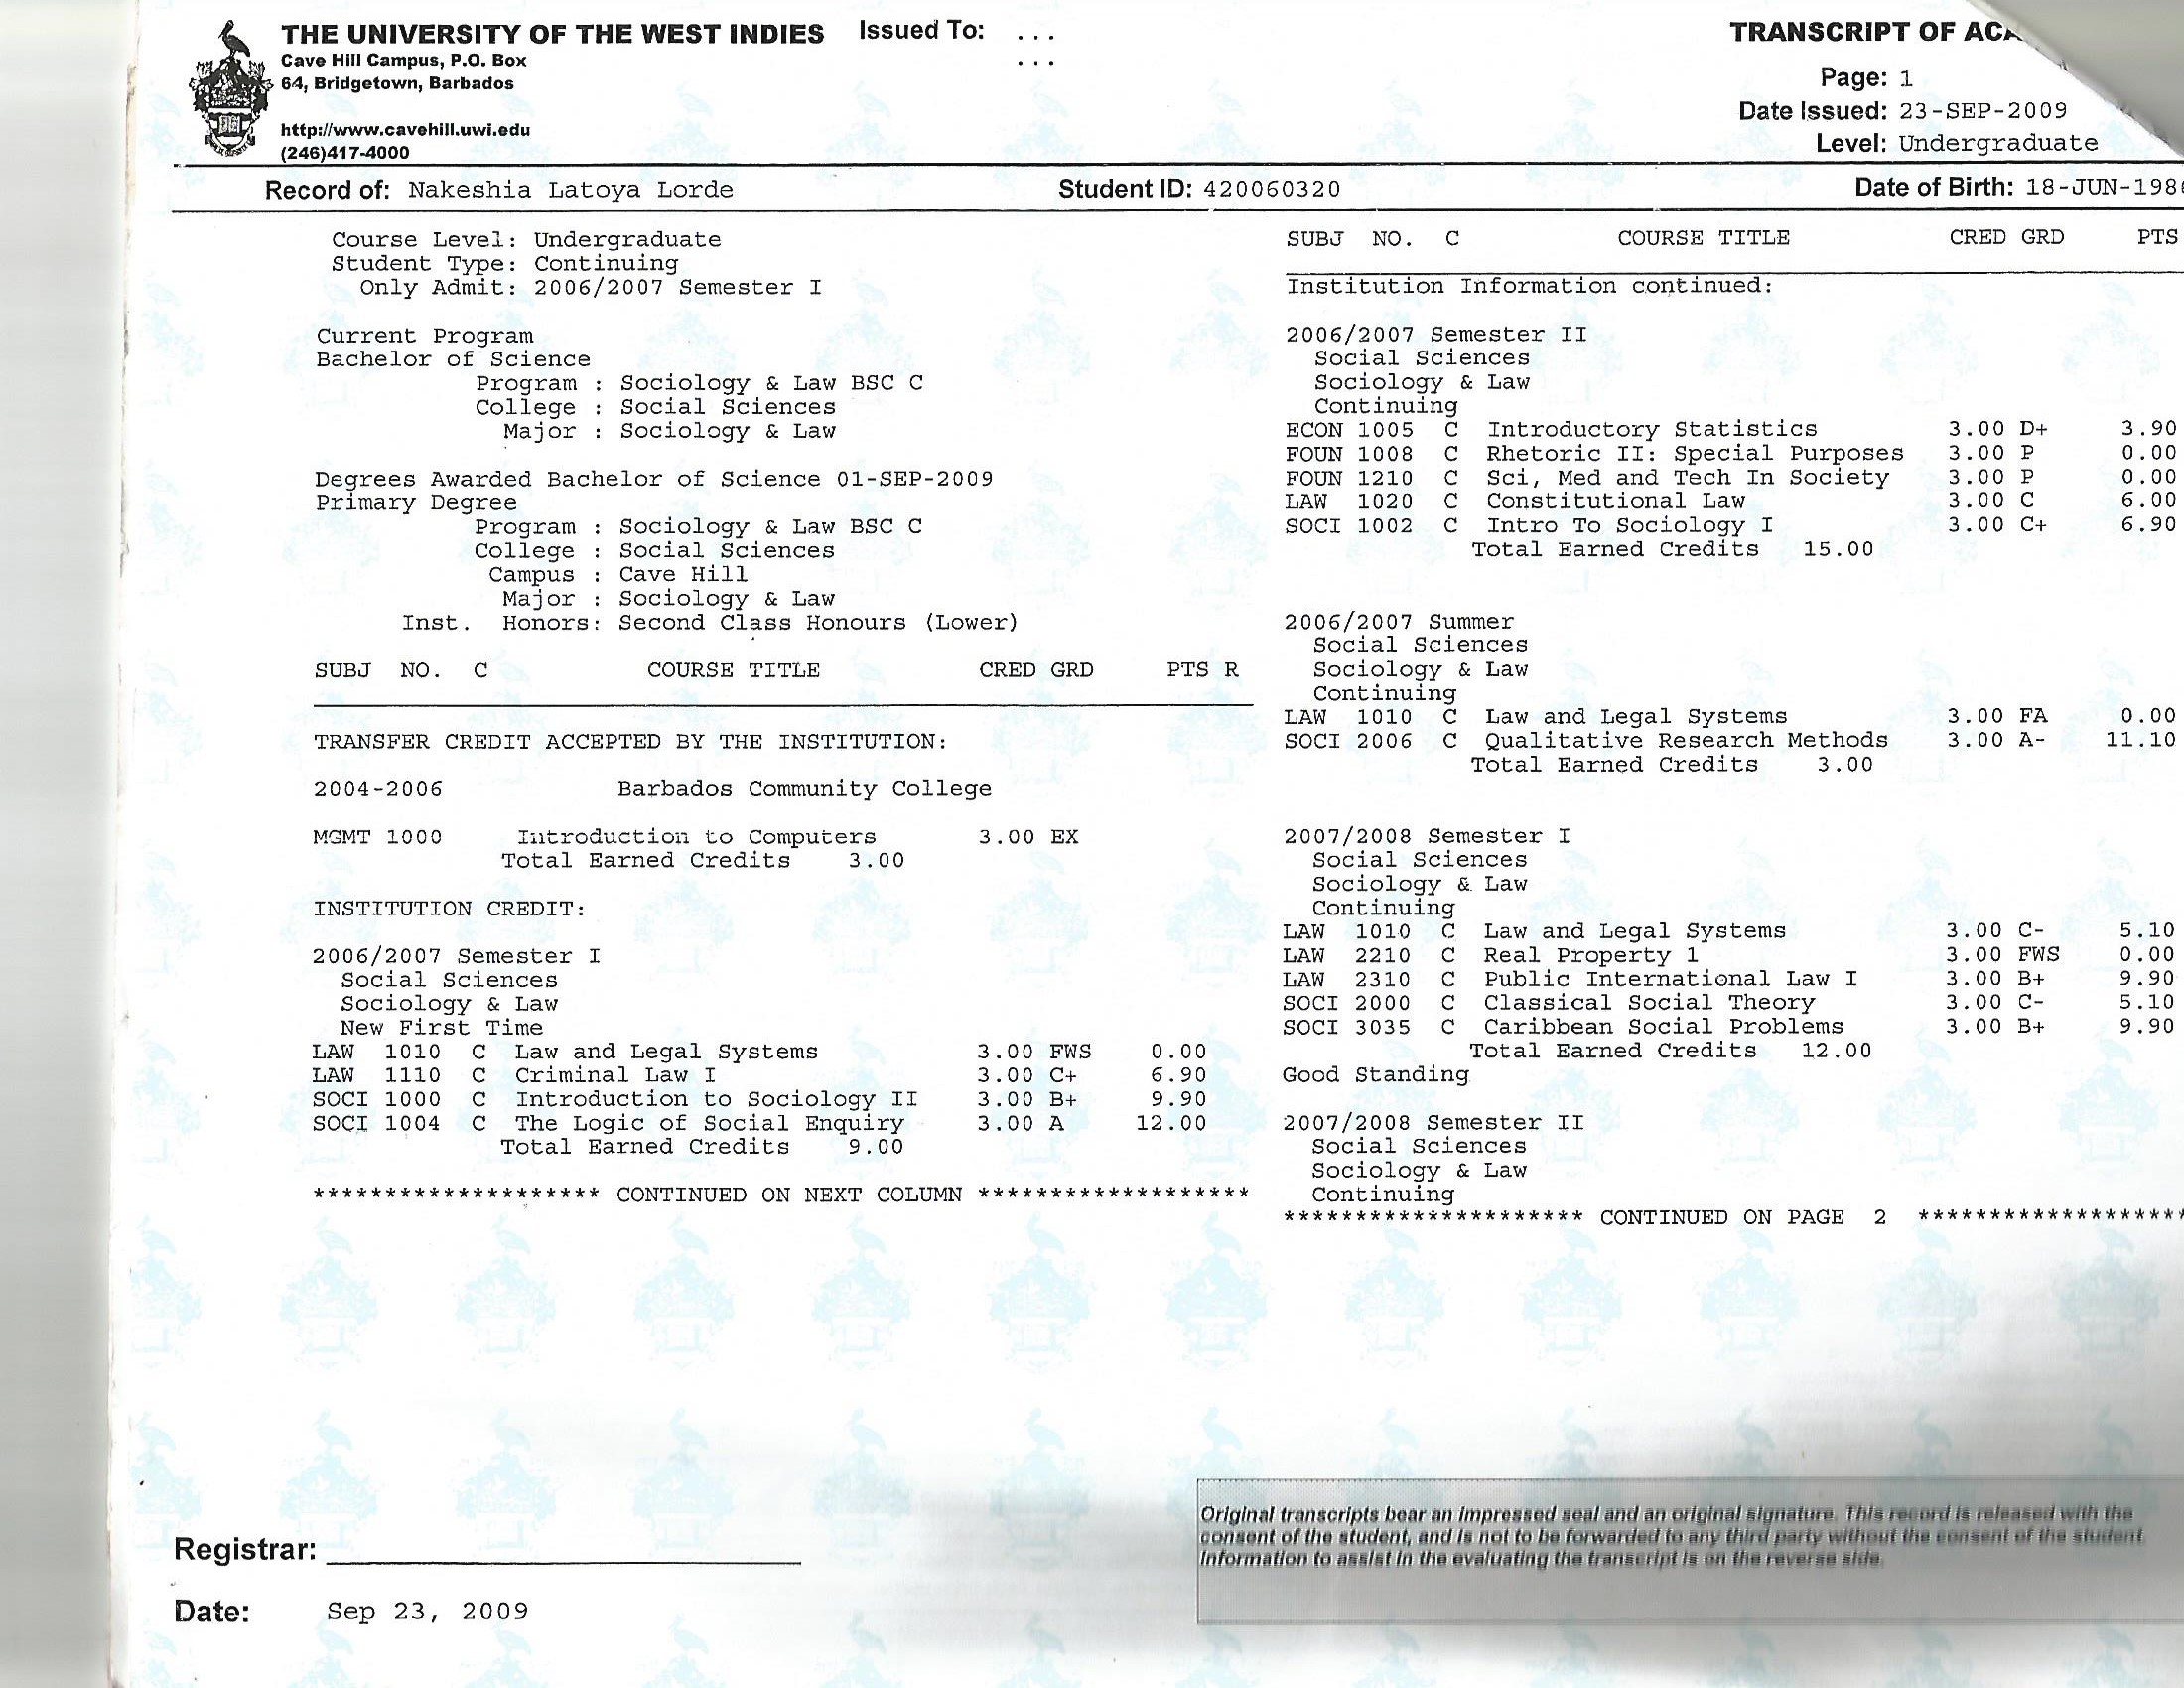 THE UNIVERSITY OF THE WEST INDIES
Cave Hill Campus, P.O. Box
64, Bridgetown, Barbados
http://www.cavehill.uwi.edu
(246)417-4000
Issued To: ...
...
TRANSCRIPT OF
Page: 1
Date Issued: 23-SEP-2009
Level: Undergraduate
Record of: Nakeshia Latoya Lorde Student ID: 420060320 Date of Birth: 18-JUN-198
Course Level: Undergraduate
Student Type: Continuing
Only Admit: 2006/2007 Semester I
Current Program
Bachelor of Science
Program : Sociology & Law BSC C
College : Social Sciences
Major : Sociology & Law
Degrees Awarded Bachelor of Science 01-SEP-2009
Primary Degree
Program : Sociology & Law BSC C
College : Social Sciences
Campus : Cave Hill
Major : Sociology & Law
Inst. Honors: Second Class Honours (Lower)
SUBJ NO. C COURSE TITLE CRED GRD PTS R
TRANSFER CREDIT ACCEPTED BY THE INSTITUTION:
2004-2006 Barbados Community College
MGMT 1000 Introduction to Computers 3.00 EX
Total Earned Credits 3.00
INSTITUTION CREDIT:
2006/2007 Semester I
Social Sciences
Sociology & Law
New First Time
LAW 1010 C Law and Legal Systems 3.00 FWS 0.00
LAW 1110 C Criminal Law I 3.00 C+ 6.90
SOCI 1000 C Introduction to Sociology II 3.00 B+ 9.90
SOCI 1004 C The Logic of Social Enquiry 3.00 A 12.00
Total Earned Credits 9.00
******************** CONTINUED ON NEXT COLUMN *******************
SUBJ NO. C COURSE TITLE CRED GRD PTS
Institution Information continued:
2006/2007 Semester II
Social Sciences
Sociology & Law
Continuing
ECON 1005 C Introductory Statistics 3.00 D+ 3.90
FOUN 1008 C Rhetoric II: Special Purposes 3.00 P 0.00
FOUN 1210 C Sci, Med and Tech In Society 3.00 P 0.00
LAW 1020 C Constitutional Law 3.00 C 6.00
SOCI 1002 C Intro To Sociology I 3.00 C+ 6.90
Total Earned Credits 15.00
2006/2007 Summer
Social Sciences
Sociology & Law
Continuing
LAW 1010 C Law and Legal Systems 3.00 FA 0.00
SOCI 2006 C Qualitative Research Methods 3.00 A- 11.10
Total Earned Credits 3.00
2007/2008 Semester I
Social Sciences
Sociology & Law
Continuing
LAW 1010 C Law and Legal Systems 3.00 C- 5.10
LAW 2210 C Real Property 1 3.00 FWS 0.00
LAW 2310 C Public International Law I 3.00 B+ 9.90
SOCI 2000 C Classical Social Theory 3.00 C- 5.10
SOCI 3035 C Caribbean Social Problems 3.00 B+ 9.90
Total Earned Credits 12.00
Good Standing
2007/2008 Semester II
Social Sciences
Sociology & Law
Continuing
********************* CONTINUED ON PAGE 2 *******************
Original transcripts bear an impressed seal and an original signature. This record is released with the
consent of the student, and is not to be forwarded to any third party without the consent of the student.
Information to assist in the evaluating the transcript is on the reverse side.
Registrar:
Date: Sep 23, 2009